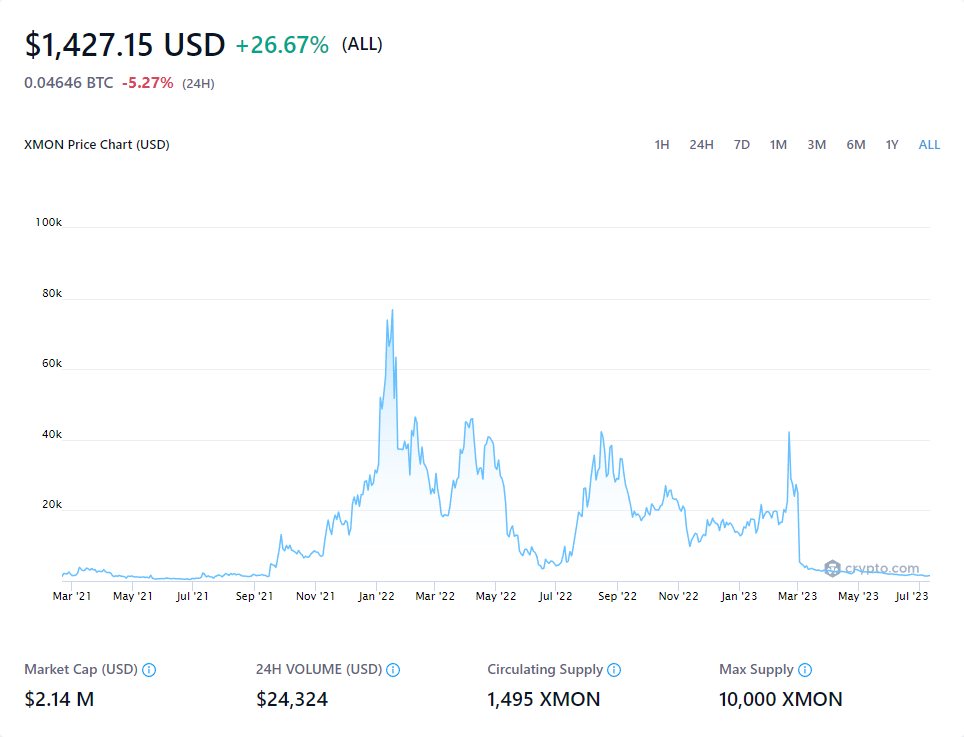 $1,427.15 USD +26.67% (ALL)
0.04646 BTC -5.27% (24H)
XMON Price Chart (USD) 1H 24H 7D 1M 3M 6M 1Y ALL
100k
80k
60k
40k
20k
crypto.com
Mar '21 May '21 Jul '21 Sep '21 Nov '21 Jan '22 Mar '22 May '22 Jul '22 Sep '22 Nov '22 Jan '23 Mar '23 May '23 Jul '23
Market Cap (USD) 24H VOLUME (USD) Circulating Supply Max Supply
$2.14 M $24,324 1,495 XMON 10,000 XMON